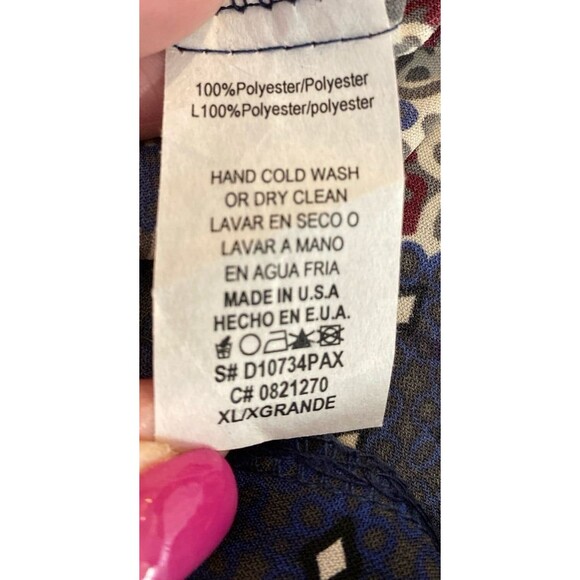 100%Polyester/Polyester
L100%Polyester/polyester
HAND COLD WASH
OR DRY CLEAN
LAVAR EN SECO O
LAVAR A MANO
EN AGUA FRIA
MADE IN U.S.A
HECHO EN E.U.A.
S# D10734PAX
C# 0821270
XL/XGRANDE